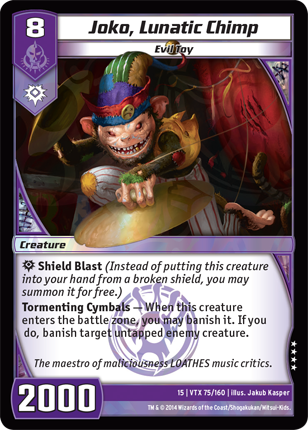 8
Joko, Lunatic Chimp
Evil Toy
Creature
Shield Blast (Instead of putting this creature
into your hand from a broken shield, you may
summon it for free.)
Tormenting Cymbals — When this creature
enters the battle zone, you may banish it. If you
do, banish target untapped enemy creature.
The maestro of maliciousness LOATHES music critics.
2000
15 | VTX 75/160 | illus. Jakub Kasper
TM & © 2014 Wizards of the Coast/Shogakukan/Mitsui-Kids.